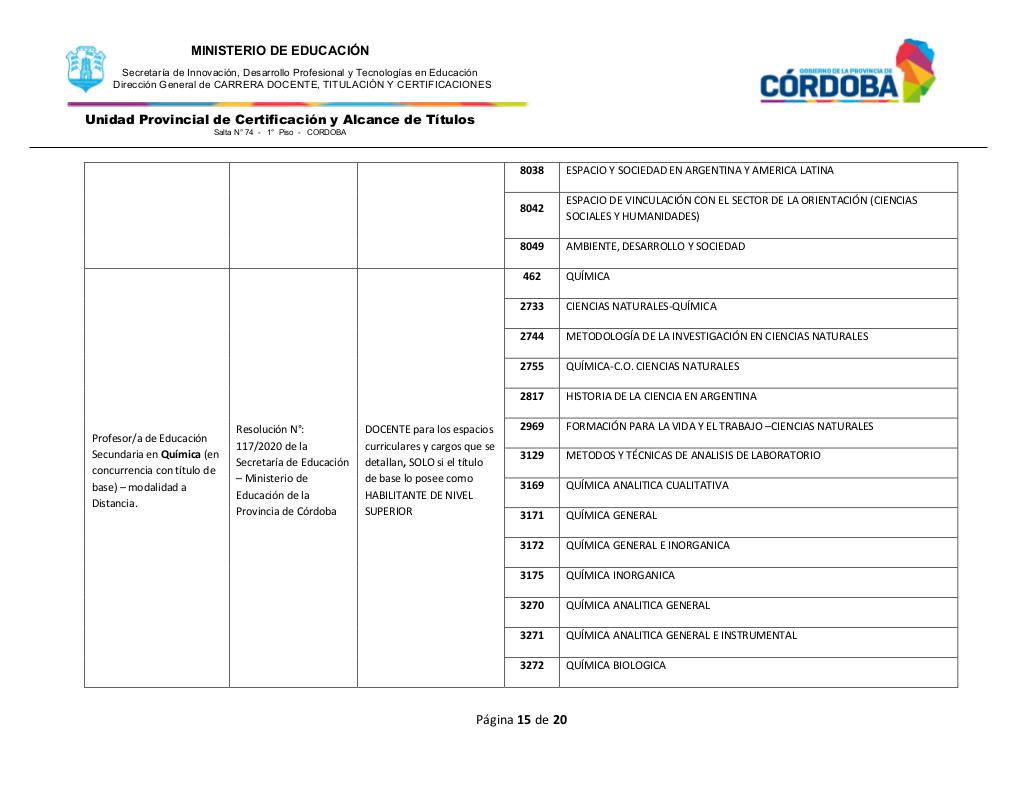 MINISTERIO DE EDUCACIÓN
Secretaría de Innovación, Desarrollo Profesional y Tecnologías en Educación
Dirección General de CARRERA DOCENTE, TITULACIÓN Y CERTIFICACIONES
GOBIERNO DE LA PROVINCIA DE
CÓRDOBA
Unidad Provincial de Certificación y Alcance de Títulos
Salta N° 74 - 1° Piso - CORDOBA
8038 ESPACIO Y SOCIEDAD EN ARGENTINA Y AMERICA LATINA
8042 ESPACIO DE VINCULACIÓN CON EL SECTOR DE LA ORIENTACIÓN (CIENCIAS
SOCIALES Y HUMANIDADES)
8049 AMBIENTE, DESARROLLO Y SOCIEDAD
Profesor/a de Educación
Secundaria en Química (en
concurrencia con título de
base) – modalidad a
Distancia.
Resolución N°:
117/2020 de la
Secretaría de Educación
– Ministerio de
Educación de la
Provincia de Córdoba
DOCENTE para los espacios
curriculares y cargos que se
detallan, SOLO si el título
de base lo posee como
HABILITANTE DE NIVEL
SUPERIOR
462 QUÍMICA
2733 CIENCIAS NATURALES-QUÍMICA
2744 METODOLOGÍA DE LA INVESTIGACIÓN EN CIENCIAS NATURALES
2755 QUÍMICA-C.O. CIENCIAS NATURALES
2817 HISTORIA DE LA CIENCIA EN ARGENTINA
2969 FORMACIÓN PARA LA VIDA Y EL TRABAJO –CIENCIAS NATURALES
3129 METODOS Y TÉCNICAS DE ANALISIS DE LABORATORIO
3169 QUÍMICA ANALITICA CUALITATIVA
3171 QUÍMICA GENERAL
3172 QUÍMICA GENERAL E INORGANICA
3175 QUÍMICA INORGANICA
3270 QUÍMICA ANALITICA GENERAL
3271 QUÍMICA ANALITICA GENERAL E INSTRUMENTAL
3272 QUÍMICA BIOLOGICA
Página 15 de 20